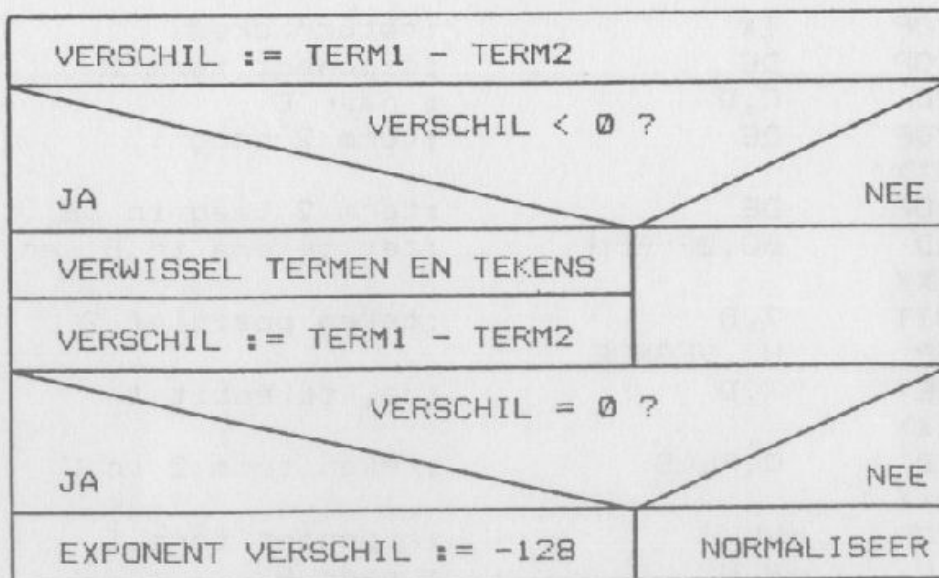 VERSCHIL := TERM1 - TERM2
VERSCHIL < 0 ?
JA NEE
VERWISSEL TERMEN EN TEKENS
VERSCHIL := TERM1 - TERM2
VERSCHIL = 0 ?
JA NEE
EXPONENT VERSCHIL := -128 NORMALISEER